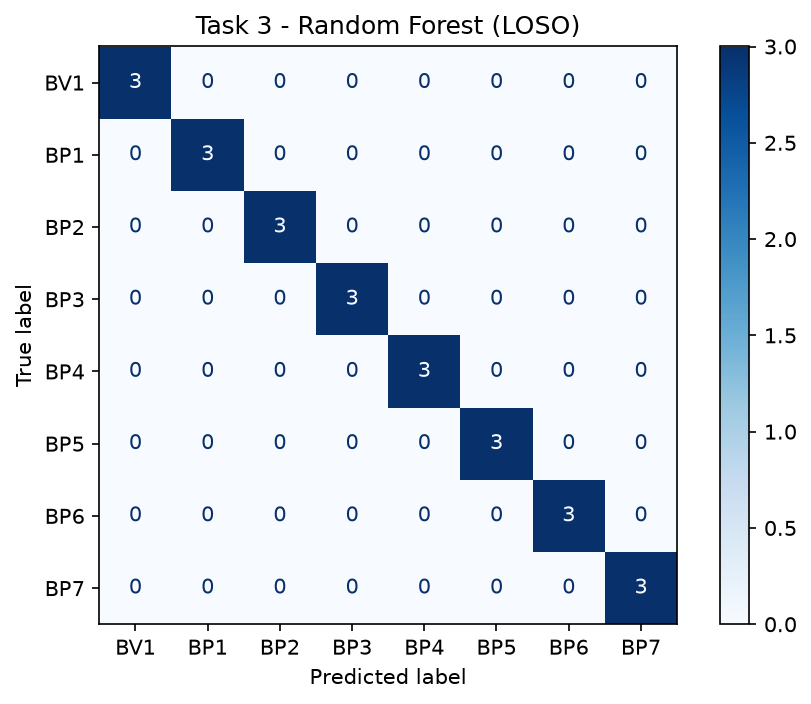 Task 3 - Random Forest (LOSO)
BV1 3 0 0 0 0 0 0 0
BP1 0 3 0 0 0 0 0 0
BP2 0 0 3 0 0 0 0 0
BP3 0 0 0 3 0 0 0 0
BP4 0 0 0 0 3 0 0 0
BP5 0 0 0 0 0 3 0 0
BP6 0 0 0 0 0 0 3 0
BP7 0 0 0 0 0 0 0 3
BV1 BP1 BP2 BP3 BP4 BP5 BP6 BP7
Predicted label
True label
3.0
2.5
2.0
1.5
1.0
0.5
0.0